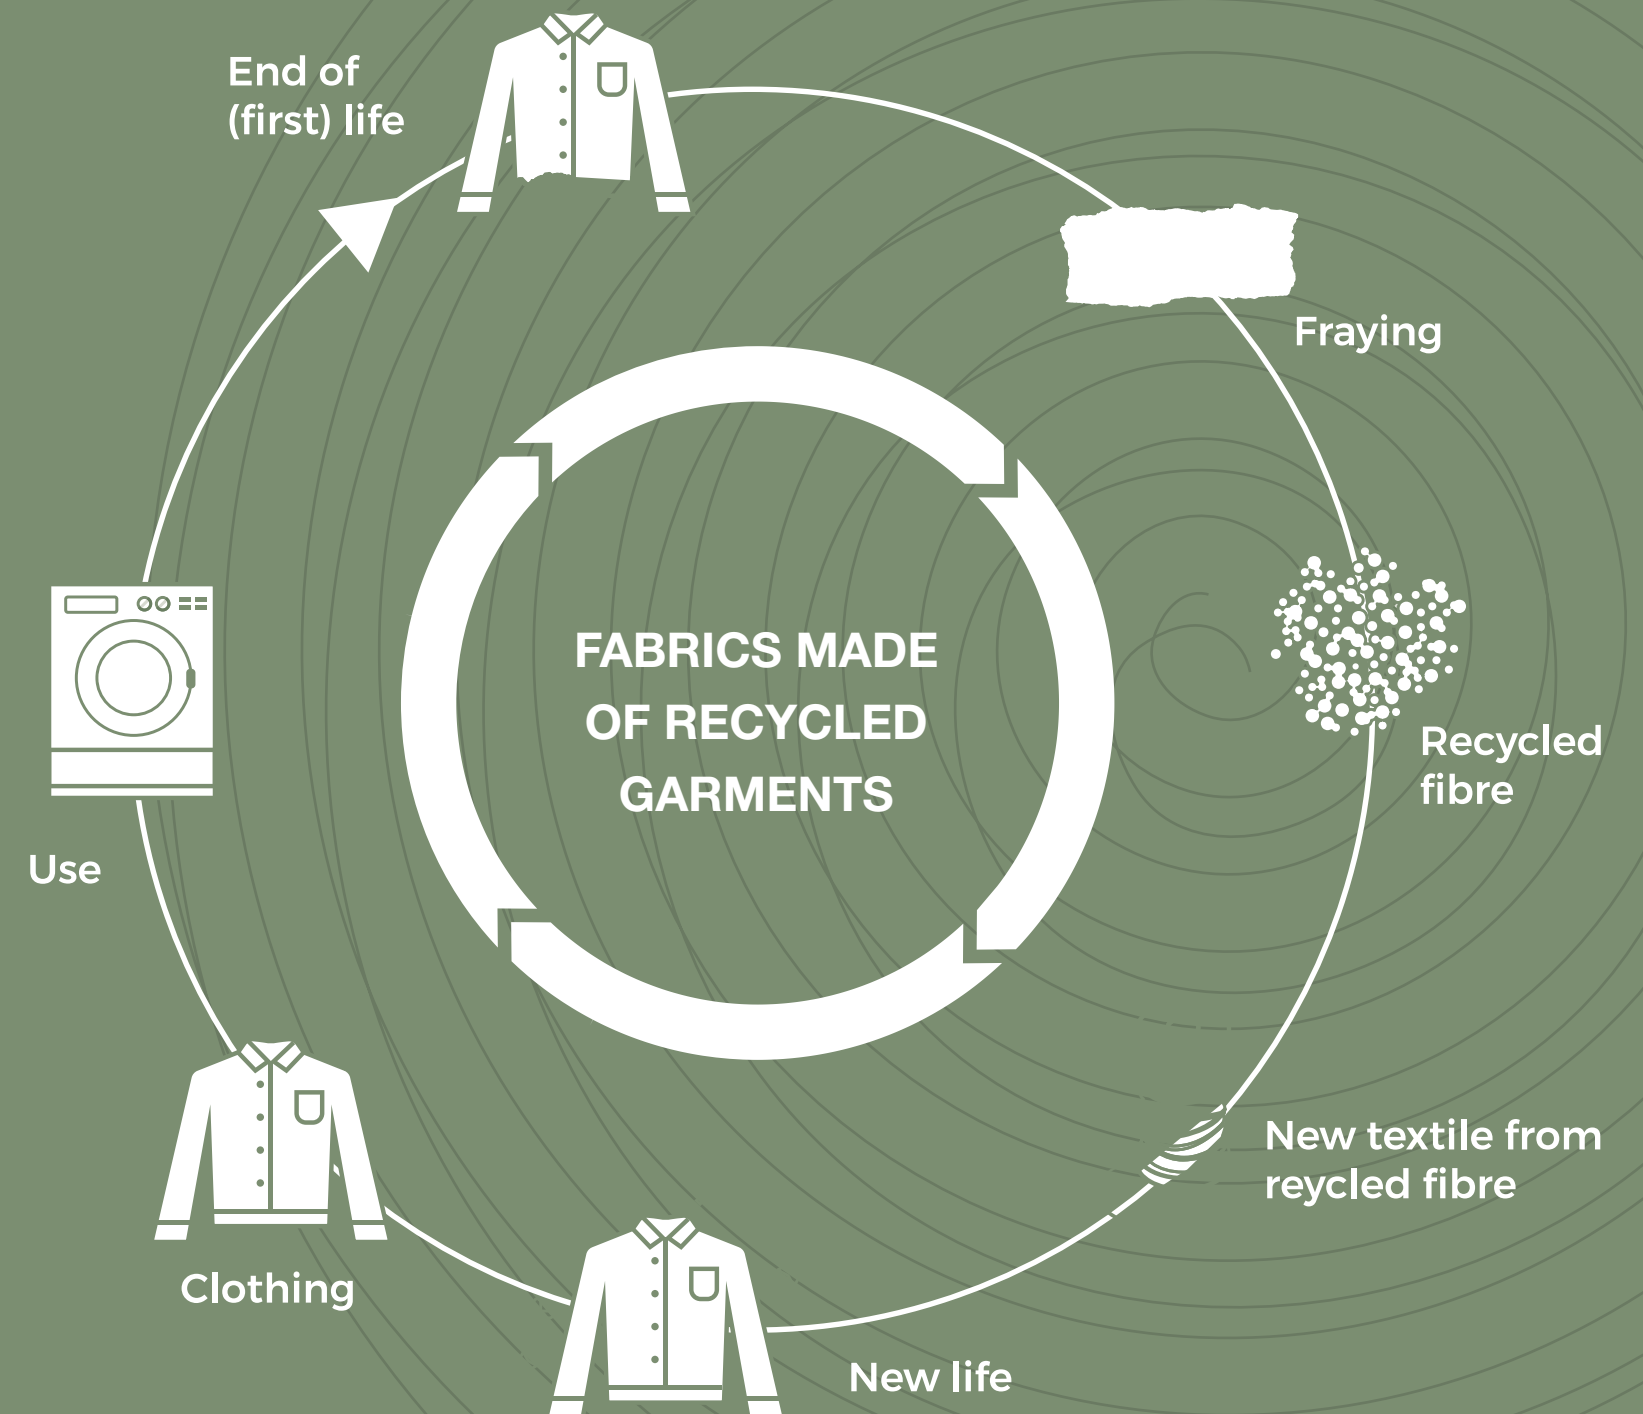 End of
(first) life
Fraying
FABRICS MADE
OF RECYCLED
GARMENTS
Recycled
fibre
Use
New textile from
reycled fibre
Clothing
New life